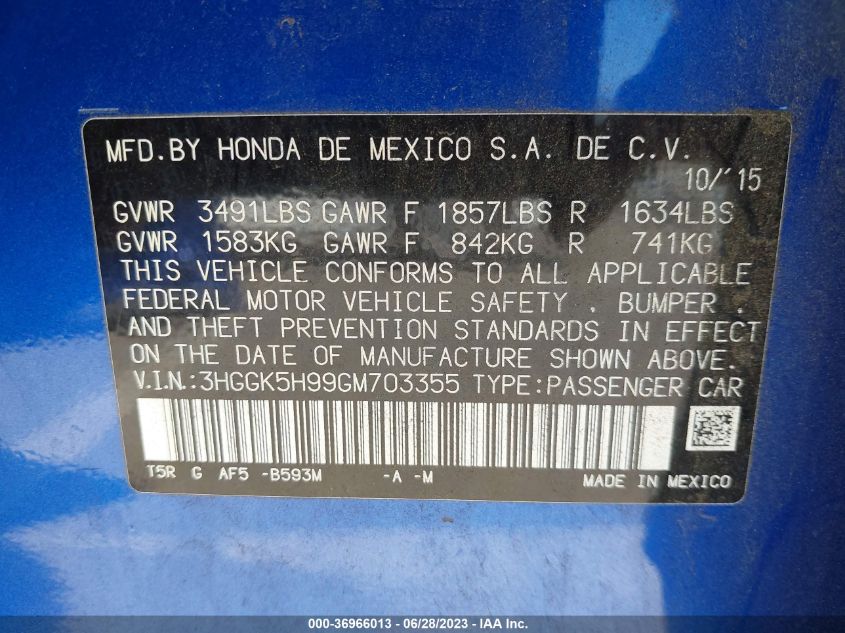 MFD.BY HONDA DE MEXICO S.A. DE C.V.
10/'15
GVWR 3491LBS GAWR F 1857LBS R 1634LBS
GVWR 1583KG GAWR F 842KG R 741KG
THIS VEHICLE CONFORMS TO ALL APPLICABLE
FEDERAL MOTOR VEHICLE SAFETY , BUMPER ,
AND THEFT PREVENTION STANDARDS IN EFFECT
ON THE DATE OF MANUFACTURE SHOWN ABOVE.
V.I.N.:3HGGK5H99GM703355 TYPE:PASSENGER CAR
T5R G AF5 -B593M -A -M MADE IN MEXICO
000-36966013 / 06/28/2023 - IAA Inc.